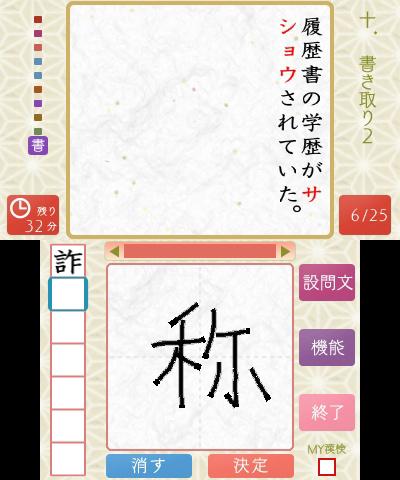 十．書き取り2
履歴書の学歴がサ
ショウされていた。
書
残り
32分
6/25
詐
称
設問文
機能
終了
MY漢検
消す
決定